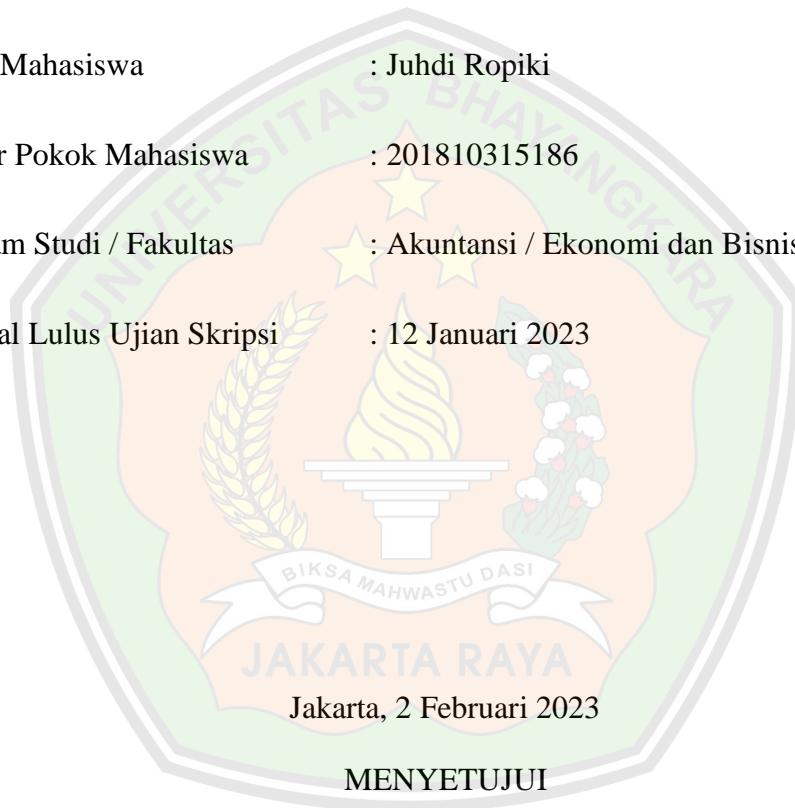 Mahasiswa : Juhdi Ropiki
r Pokok Mahasiswa : 201810315186
m Studi / Fakultas : Akuntansi / Ekonomi dan Bisnis
al Lulus Ujian Skripsi : 12 Januari 2023
UNIVERSITAS BHAYANGKARA
BIKSA MAHWASTU DASI
JAKARTA RAYA
Jakarta, 2 Februari 2023
MENYETUJUI